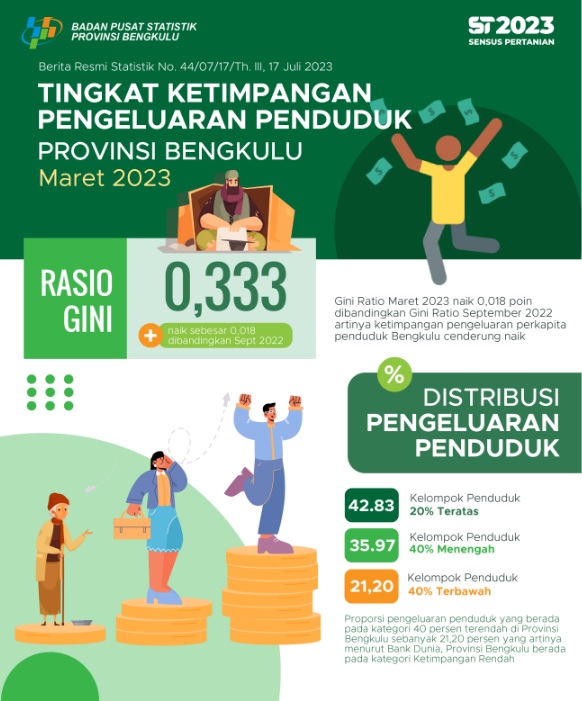 BADAN PUSAT STATISTIK
PROVINSI BENGKULU
ST2023
SENSUS PERTANIAN
Berita Resmi Statistik No. 44/07/17/Th. III, 17 Juli 2023
TINGKAT KETIMPANGAN
PENGELUARAN PENDUDUK
PROVINSI BENGKULU
Maret 2023
RASIO
GINI
0,333
+
naik sebesar 0,018
dibandingkan Sept 2022
Gini Ratio Maret 2023 naik 0,018 poin
dibandingkan Gini Ratio September 2022
artinya ketimpangan pengeluaran perkapita
penduduk Bengkulu cenderung naik
%
DISTRIBUSI
PENGELUARAN
PENDUDUK
42.83
Kelompok Penduduk
20% Teratas
35.97
Kelompok Penduduk
40% Menengah
21,20
Kelompok Penduduk
40% Terbawah
Proporsi pengeluaran penduduk yang berada
pada kategori 40 persen terendah di Provinsi
Bengkulu sebanyak 21,20 persen yang artinya
menurut Bank Dunia, Provinsi Bengkulu berada
pada kategori Ketimpangan Rendah